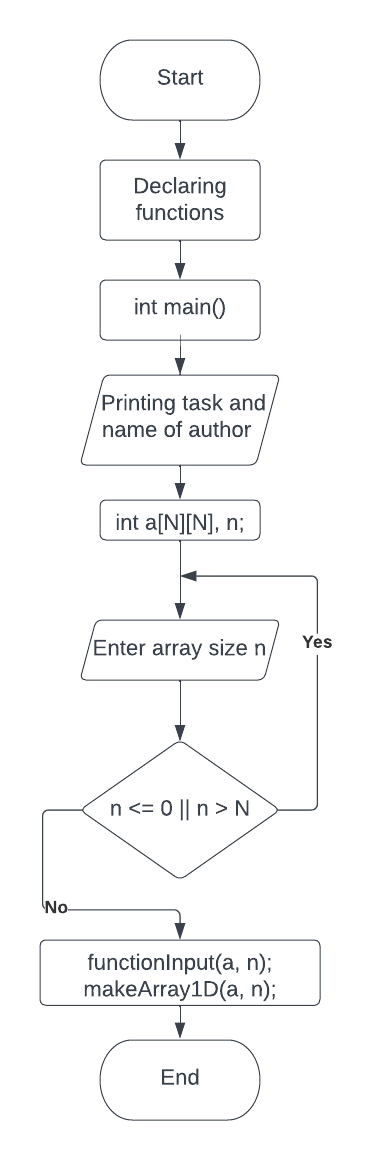 Start
Declaring
functions
int main()
Printing task and
name of author
int a[N][N], n;
Enter array size n
Yes
n <= 0 || n > N
No
functionInput(a, n);
makeArray1D(a, n);
End